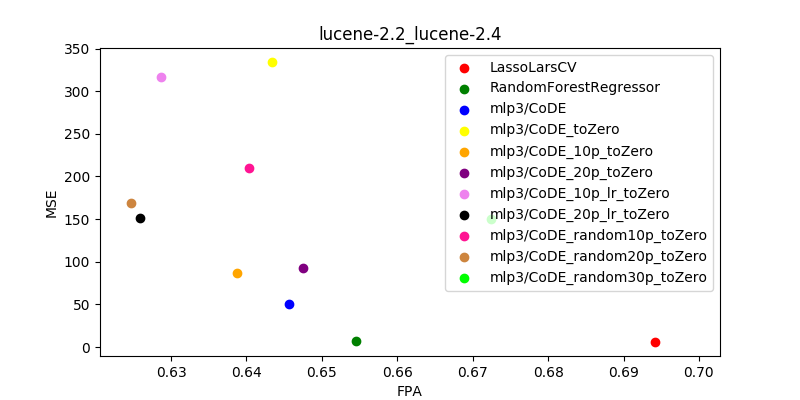 lucene-2.2_lucene-2.4
350
300
250
200
150
100
50
0
MSE
LassoLarsCV
RandomForestRegressor
mlp3/CoDE
mlp3/CoDE_toZero
mlp3/CoDE_10p_toZero
mlp3/CoDE_20p_toZero
mlp3/CoDE_10p_lr_toZero
mlp3/CoDE_20p_lr_toZero
mlp3/CoDE_random10p_toZero
mlp3/CoDE_random20p_toZero
mlp3/CoDE_random30p_toZero
0.63 0.64 0.65 0.66 0.67 0.68 0.69 0.70
FPA